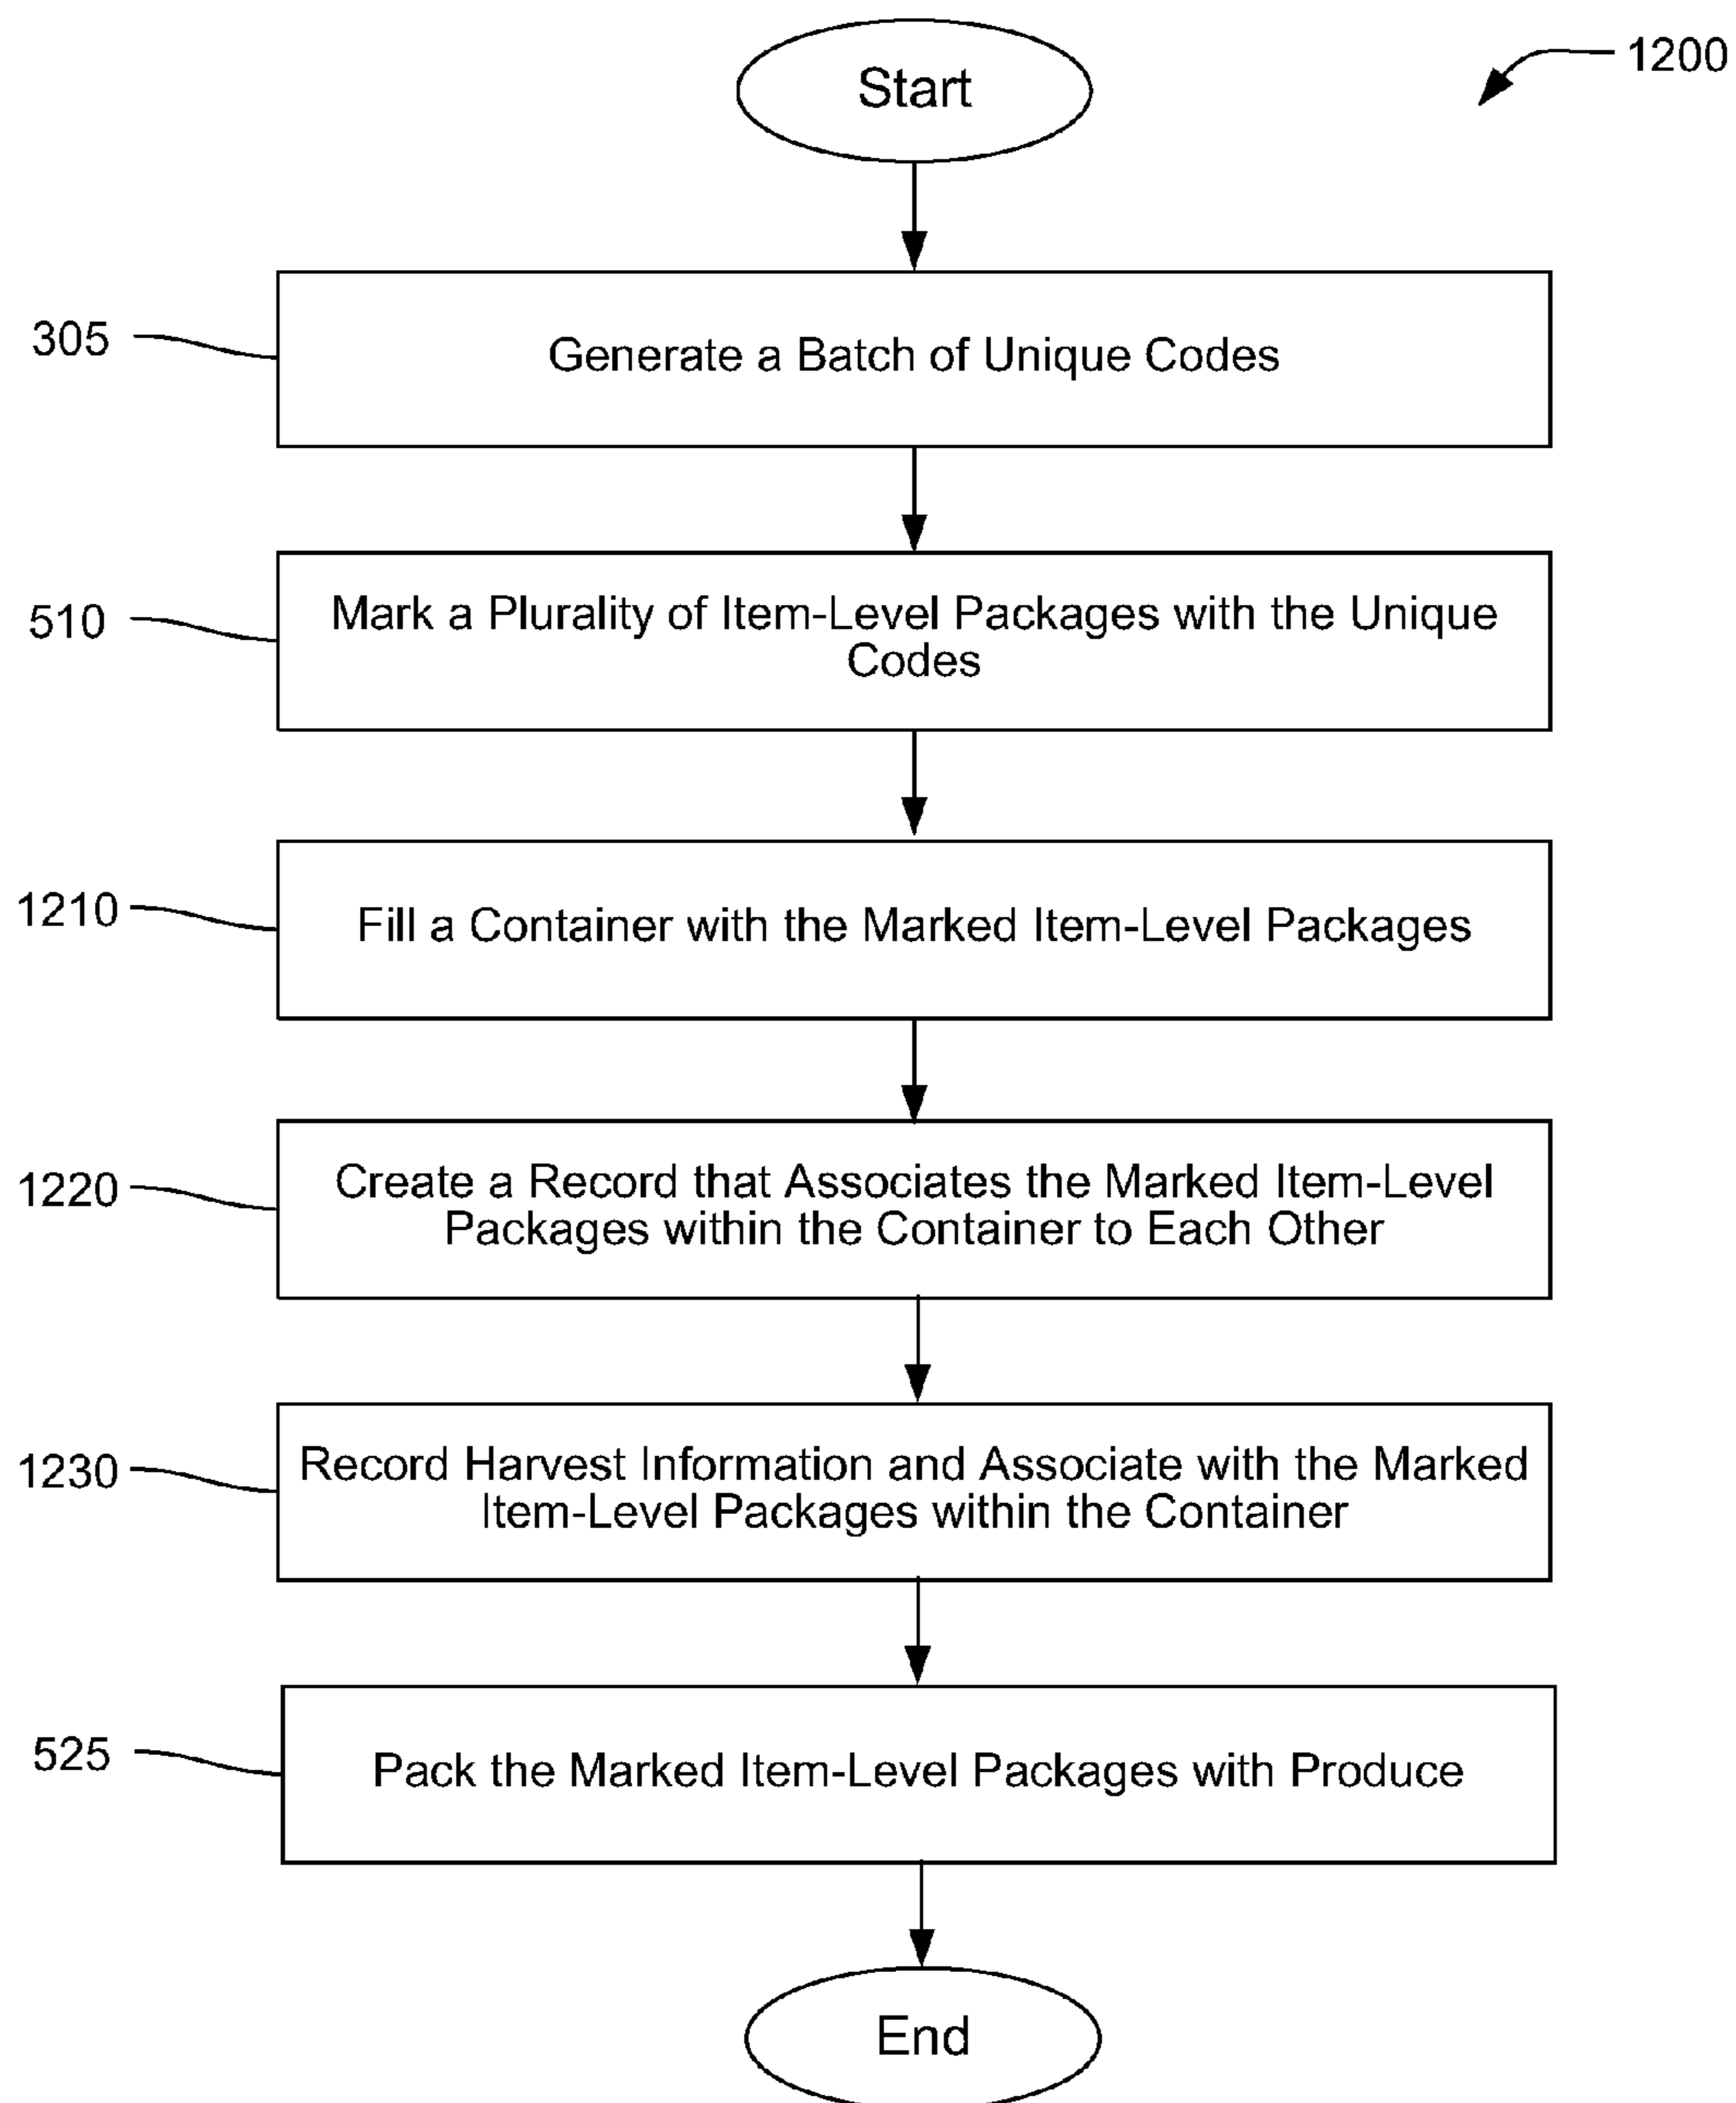 Start
1200
305
Generate a Batch of Unique Codes
510
Mark a Plurality of Item-Level Packages with the Unique
Codes
1210
Fill a Container with the Marked Item-Level Packages
1220
Create a Record that Associates the Marked Item-Level
Packages within the Container to Each Other
1230
Record Harvest Information and Associate with the Marked
Item-Level Packages within the Container
525
Pack the Marked Item-Level Packages with Produce
End